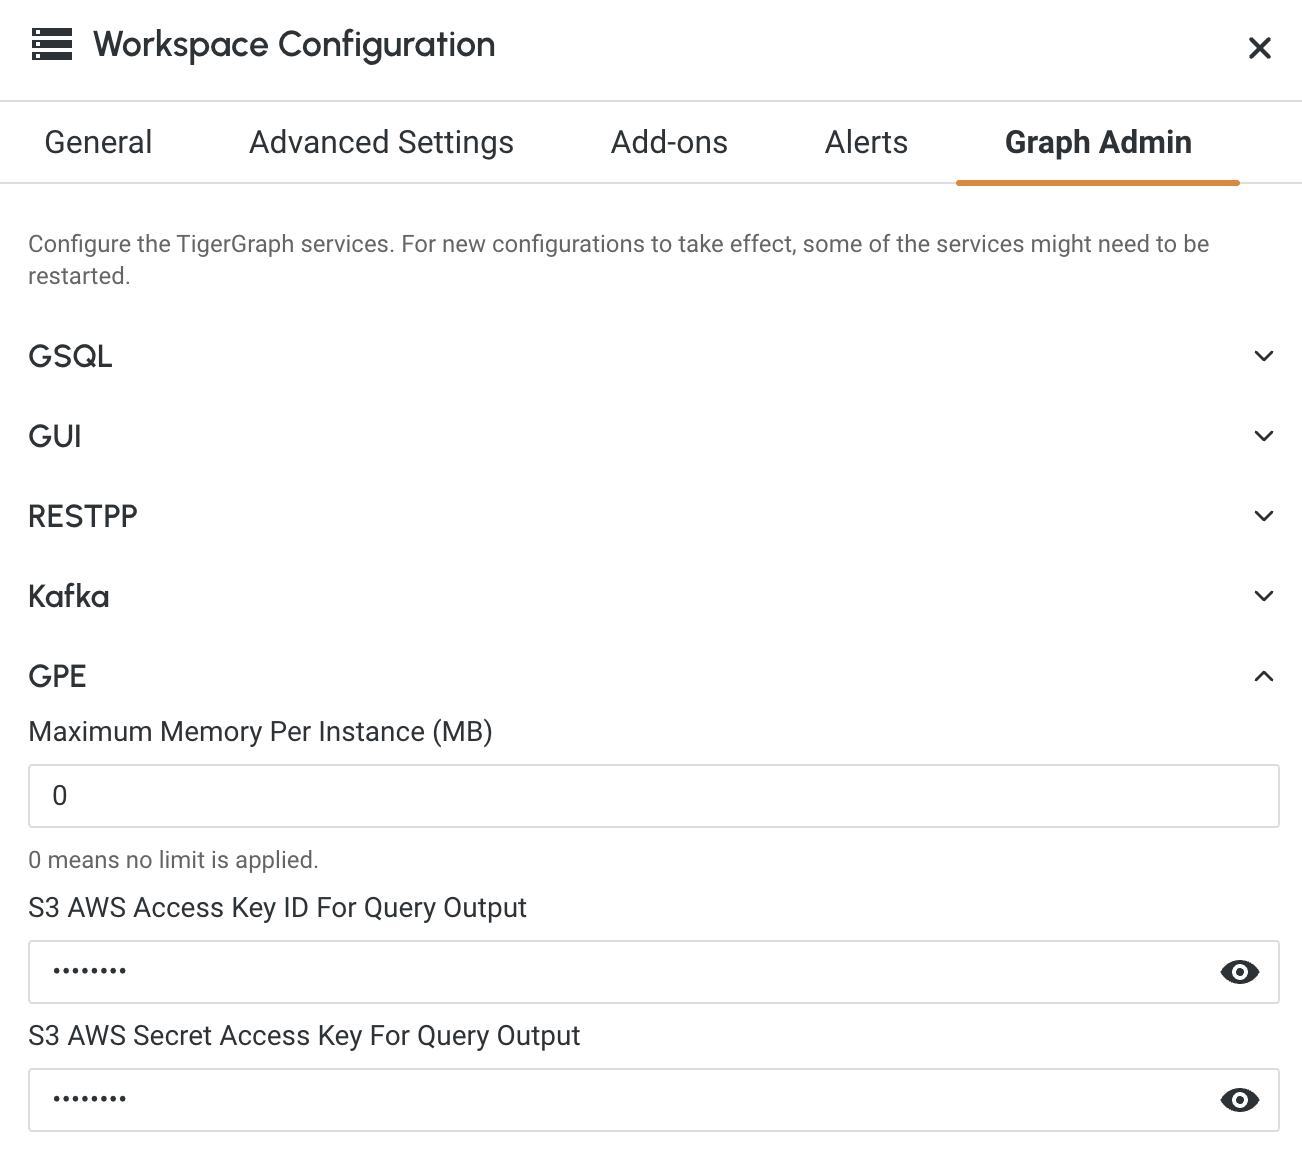 Workspace Configuration
General
Advanced Settings
Add-ons
Alerts
Graph Admin
Configure the TigerGraph services. For new configurations to take effect, some of the services might need to be
restarted.
GSQL
GUI
RESTPP
Kafka
GPE
Maximum Memory Per Instance (MB)
0
0 means no limit is applied.
S3 AWS Access Key ID For Query Output
••••••••
S3 AWS Secret Access Key For Query Output
••••••••